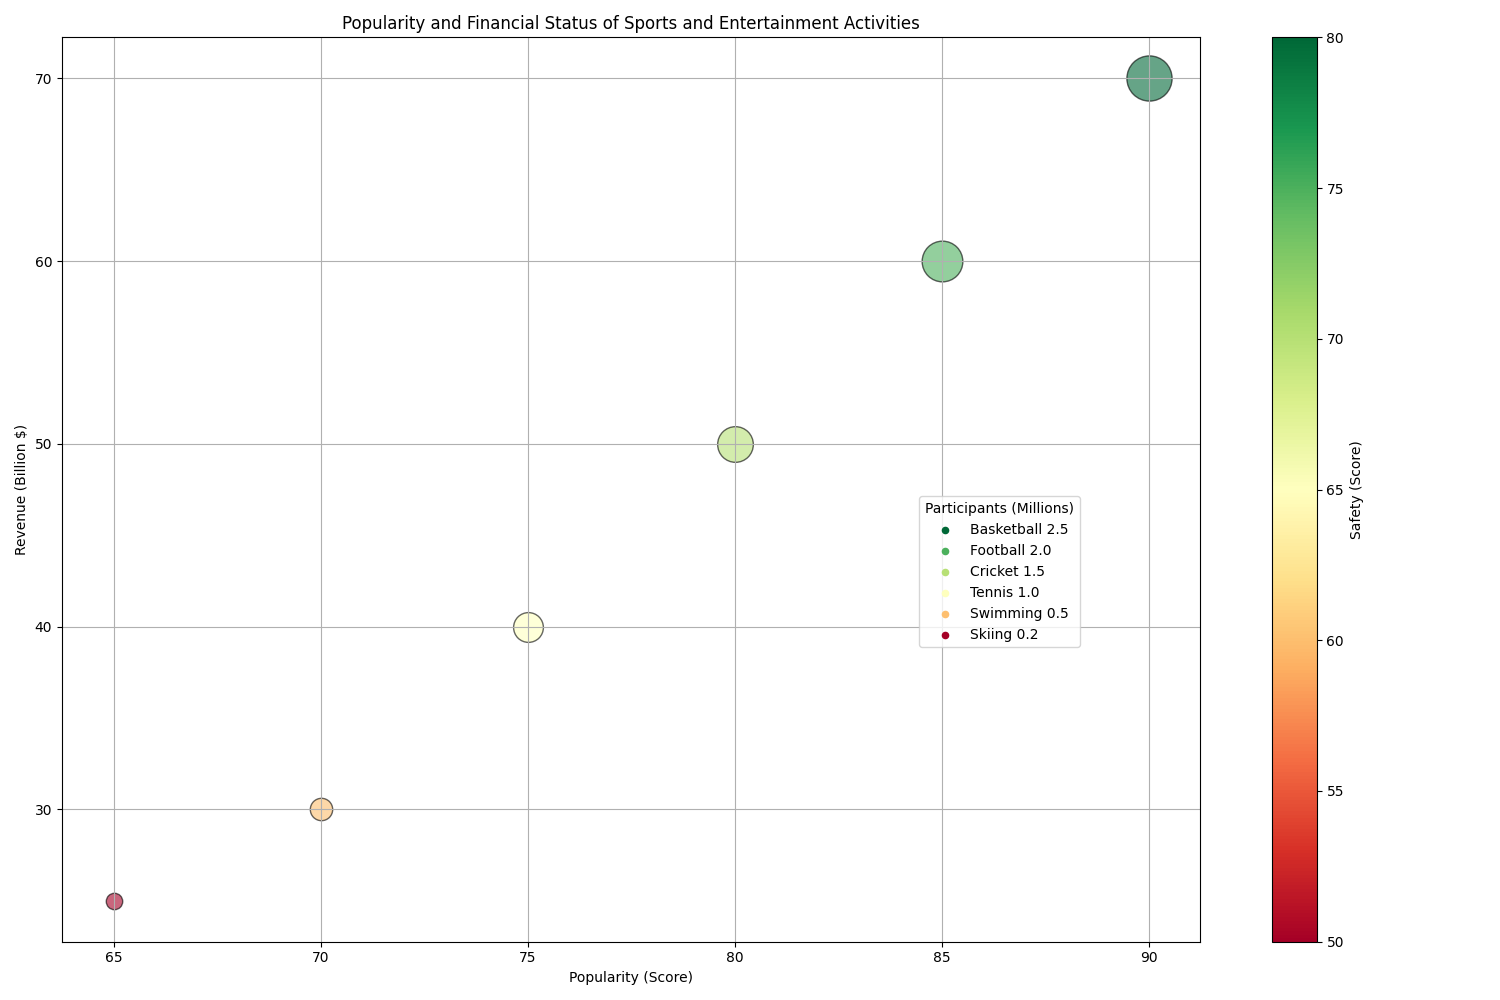 Popularity and Financial Status of Sports and Entertainment Activities
Revenue (Billion $)
70
60
50
40
30
65
70
75
80
85
90
Popularity (Score)
Participants (Millions)
Basketball 2.5
Football 2.0
Cricket 1.5
Tennis 1.0
Swimming 0.5
Skiing 0.2
80
75
70
65
60
55
50
Safety (Score)